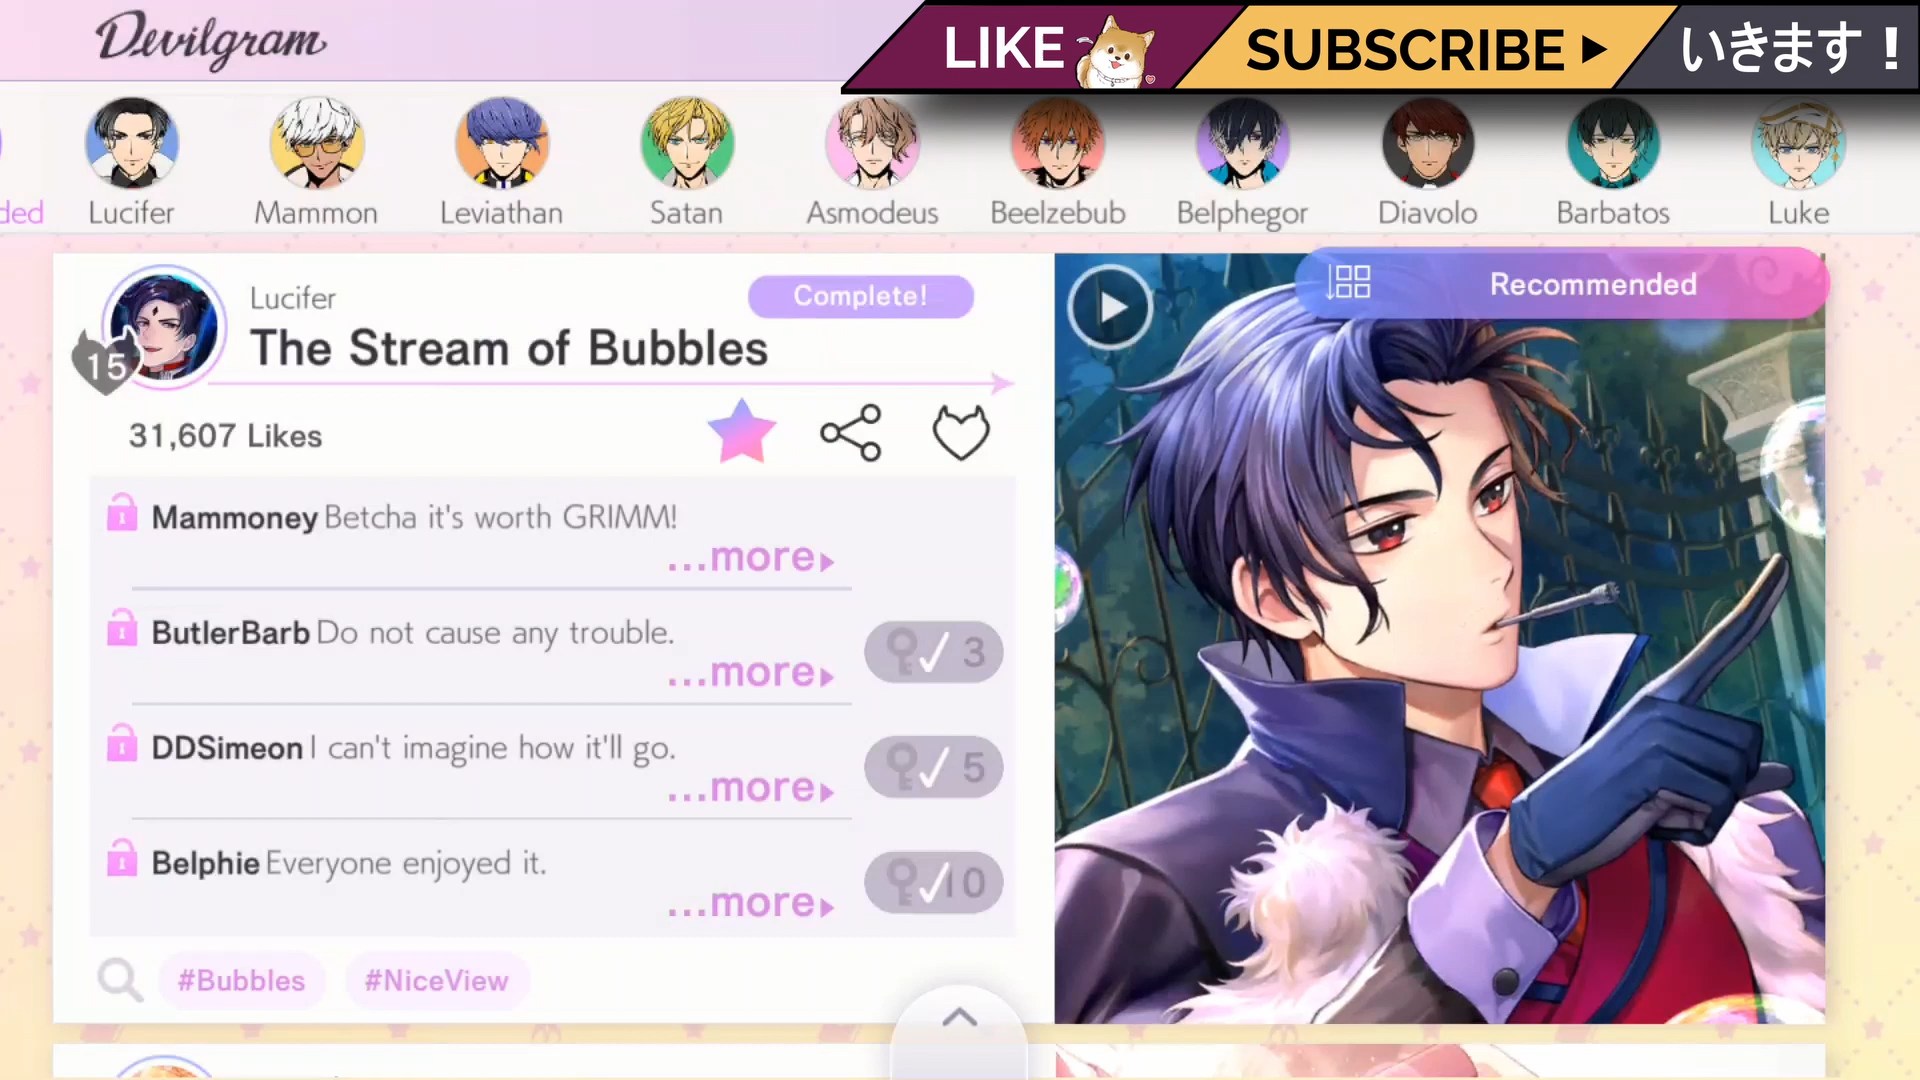 Devilgram
LIKE
SUBSCRIBE
いきます！
ded
Lucifer
Mammon
Leviathan
Satan
Asmodeus
Beelzebub
Belphegor
Diavolo
Barbatos
Luke
Lucifer
Complete!
Recommended
The Stream of Bubbles
15
31,607 Likes
Mammoney Betcha it's worth GRIMM!
...more
ButlerBarb Do not cause any trouble.
...more
3
DDSimeon I can't imagine how it'll go.
...more
5
Belphie Everyone enjoyed it.
...more
10
#Bubbles #NiceView